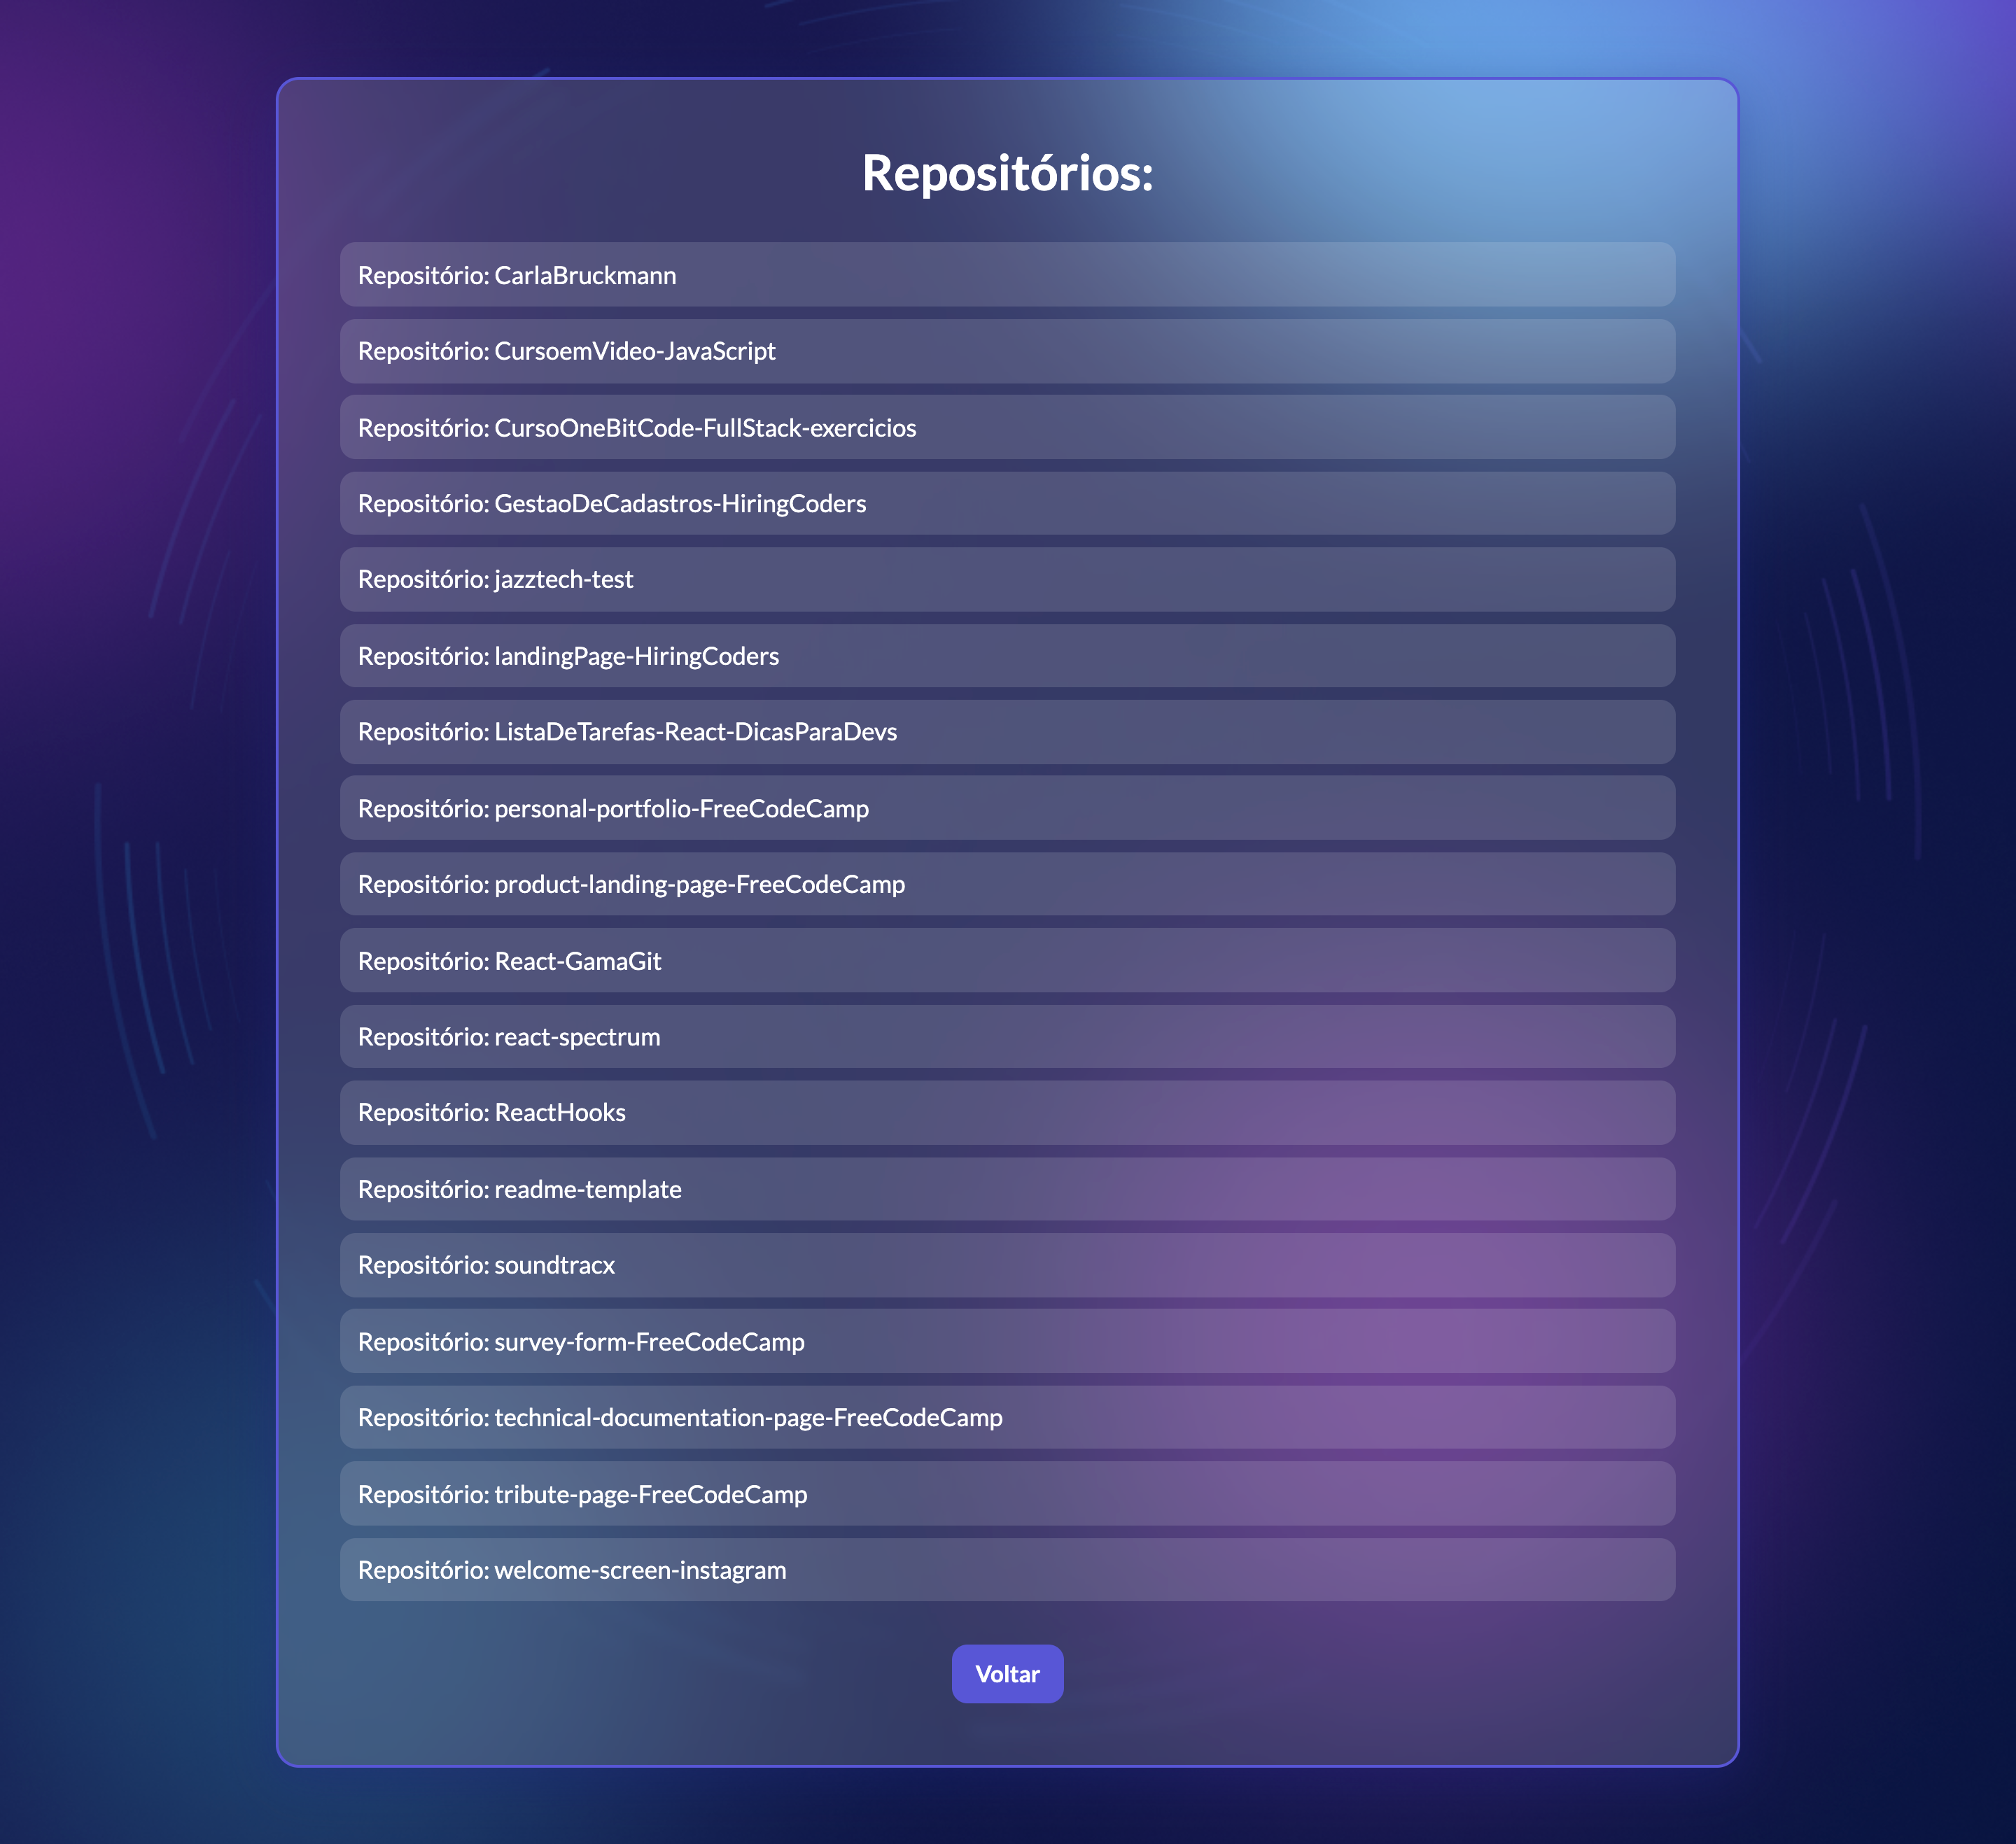 Repositórios:
Repositório: CarlaBruckmann
Repositório: CursoemVideo-JavaScript
Repositório: CursoOneBitCode-FullStack-exercicios
Repositório: GestaoDeCadastros-HiringCoders
Repositório: jazztech-test
Repositório: landingPage-HiringCoders
Repositório: ListaDeTarefas-React-DicasParaDevs
Repositório: personal-portfolio-FreeCodeCamp
Repositório: product-landing-page-FreeCodeCamp
Repositório: React-GamaGit
Repositório: react-spectrum
Repositório: ReactHooks
Repositório: readme-template
Repositório: soundtracx
Repositório: survey-form-FreeCodeCamp
Repositório: technical-documentation-page-FreeCodeCamp
Repositório: tribute-page-FreeCodeCamp
Repositório: welcome-screen-instagram
Voltar